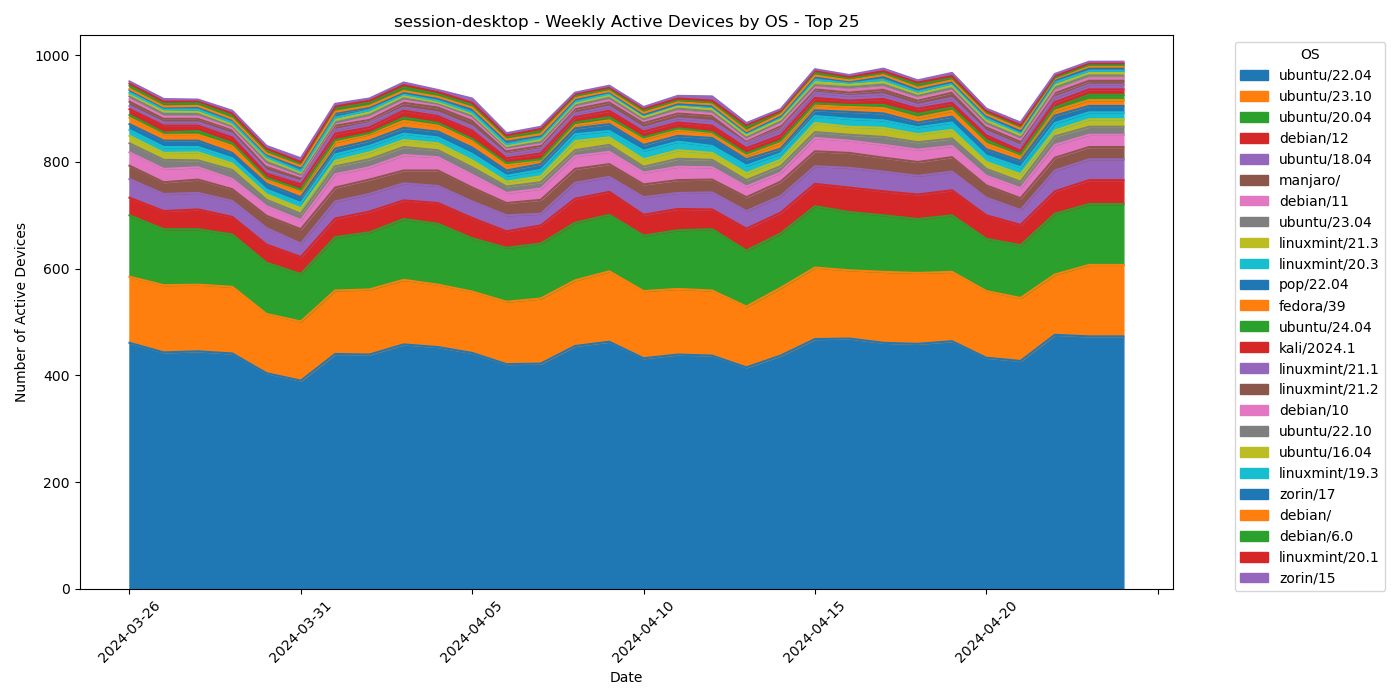 session-desktop - Weekly Active Devices by OS - Top 25
1000
800
600
400
200
0
Number of Active Devices
2024-03-26
2024-03-31
2024-04-05
2024-04-10
2024-04-15
2024-04-20
Date
OS
ubuntu/22.04
ubuntu/23.10
ubuntu/20.04
debian/12
ubuntu/18.04
manjaro/
debian/11
ubuntu/23.04
linuxmint/21.3
linuxmint/20.3
pop/22.04
fedora/39
ubuntu/24.04
kali/2024.1
linuxmint/21.1
linuxmint/21.2
debian/10
ubuntu/22.10
ubuntu/16.04
linuxmint/19.3
zorin/17
debian/
debian/6.0
linuxmint/20.1
zorin/15